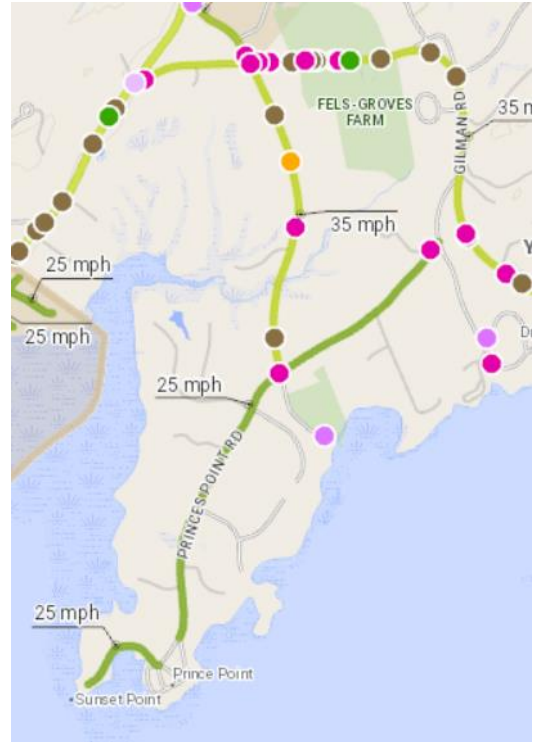 FELS-GROVES
FARM
GILMAN RD
35 m
35 mph
25 mph
25 mph
25 mph
PRINCES POINT RD
25 mph
Prince Point
Sunset Point